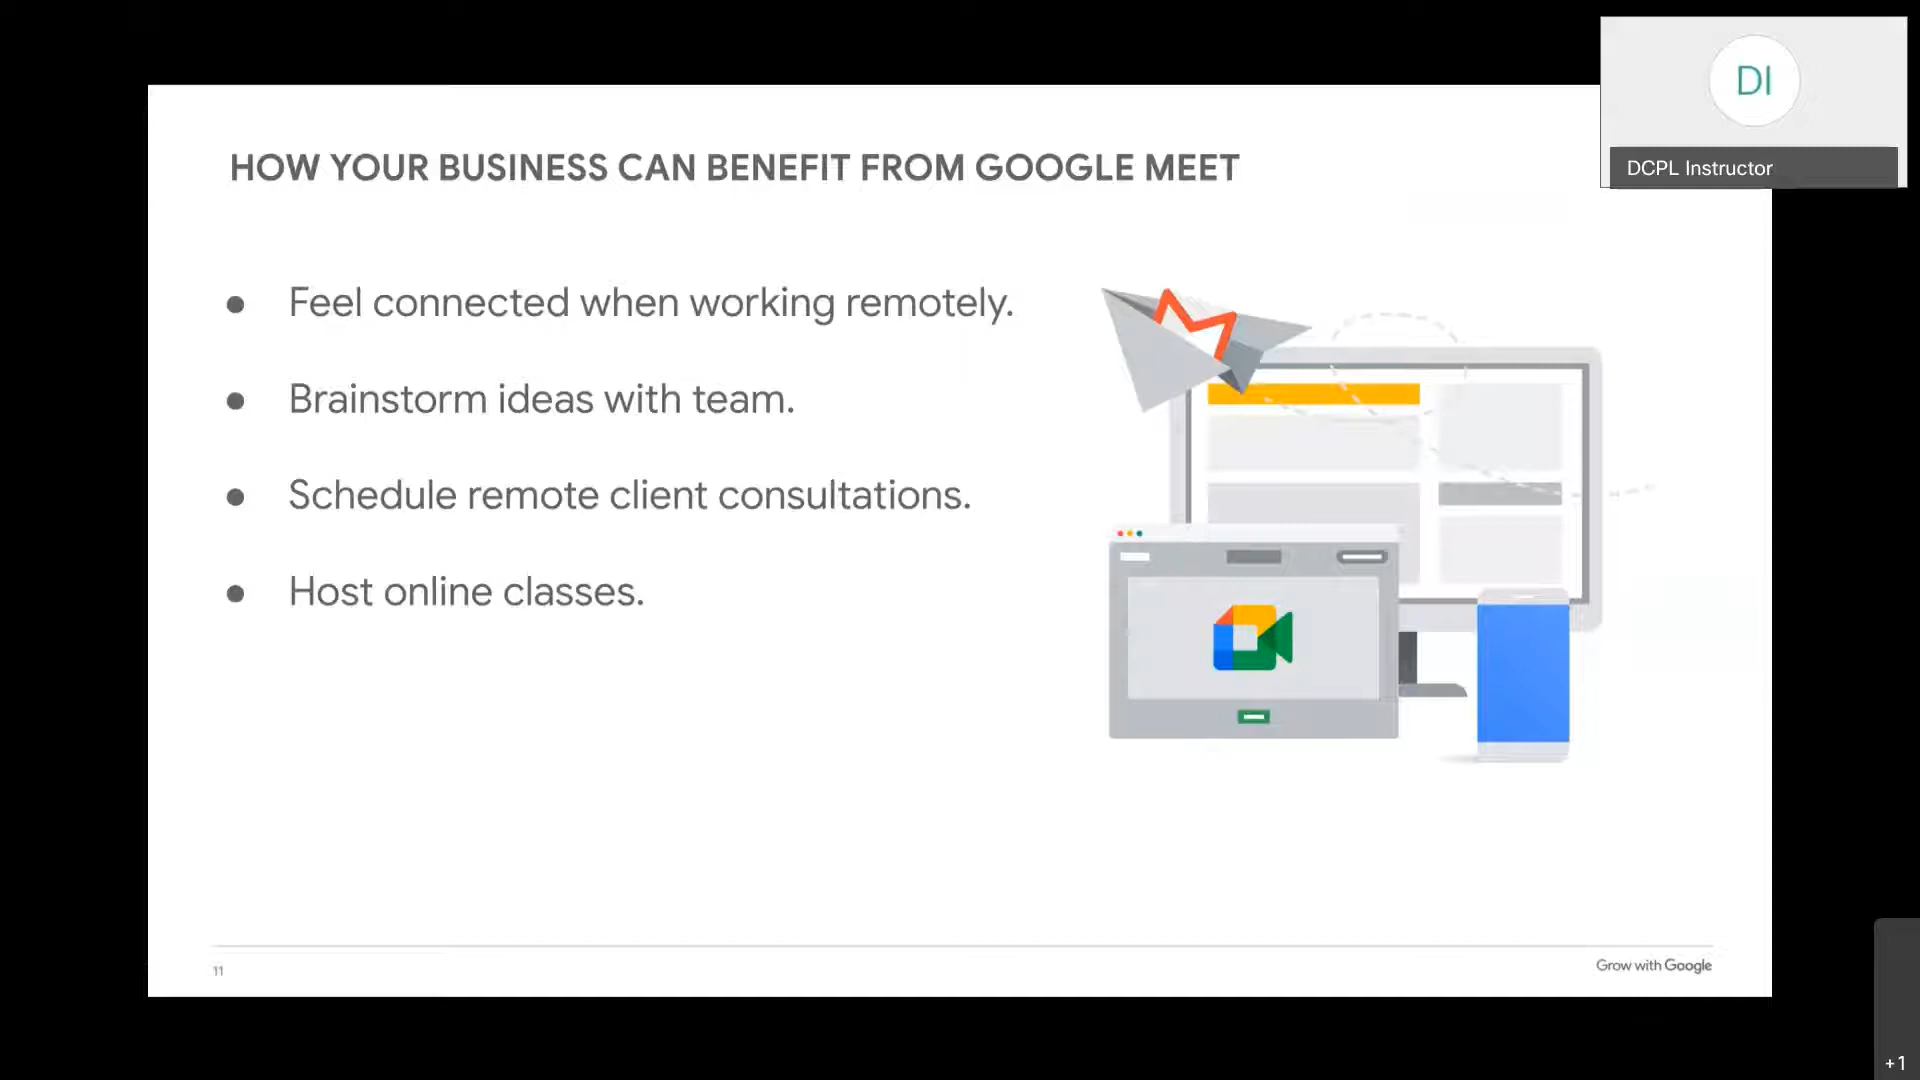 DI
DCPL Instructor
HOW YOUR BUSINESS CAN BENEFIT FROM GOOGLE MEET
● Feel connected when working remotely.
● Brainstorm ideas with team.
● Schedule remote client consultations.
● Host online classes.
11
Grow with Google
+1